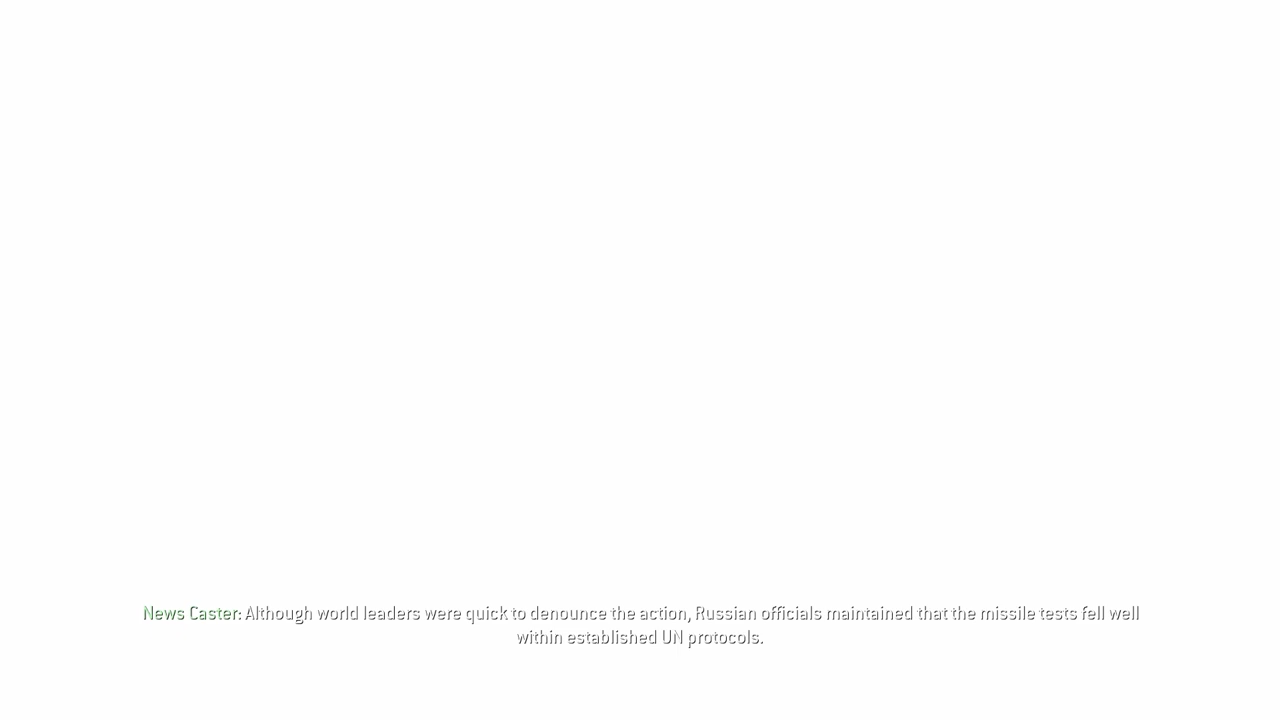 News Caster: Although world leaders were quick to denounce the action, Russian officials maintained that the missile tests fell well
within established UN protocols.